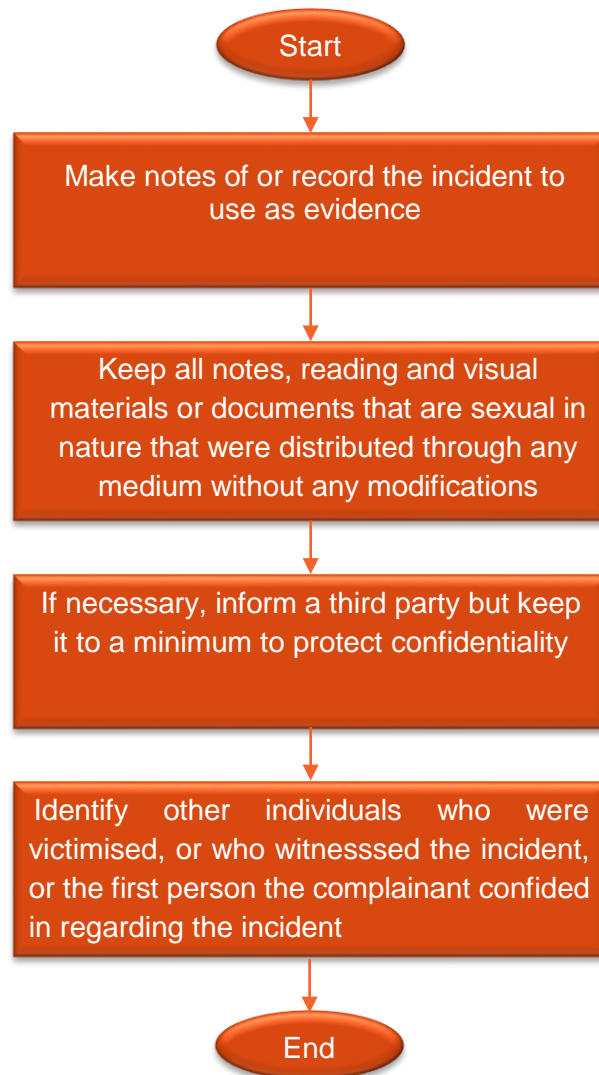 Start
Make notes of or record the incident to
use as evidence
Keep all notes, reading and visual
materials or documents that are sexual in
nature that were distributed through any
medium without any modifications
If necessary, inform a third party but keep
it to a minimum to protect confidentiality
Identify other individuals who were
victimised, or who witnesssed the incident,
or the first person the complainant confided
in regarding the incident
End